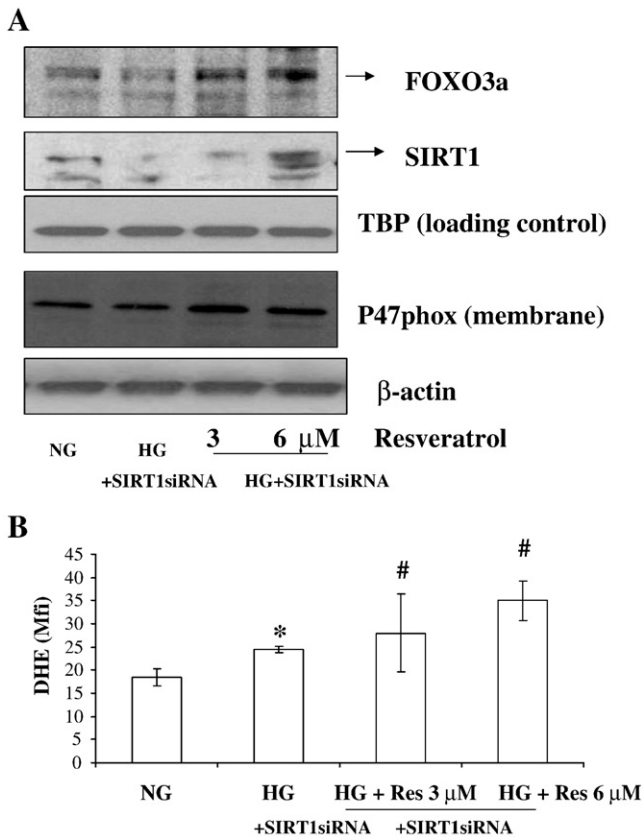 A
FOXO3a
SIRT1
TBP (loading control)
P47phox (membrane)
β-actin
NG HG 3 6 μM Resveratrol
+SIRT1siRNA HG+SIRT1siRNA
B
45
40
35
30
25
20
15
10
5
0
DHE (Mfi)
* # #
NG HG HG + Res 3 μM HG + Res 6 μM
+SIRT1siRNA +SIRT1siRNA